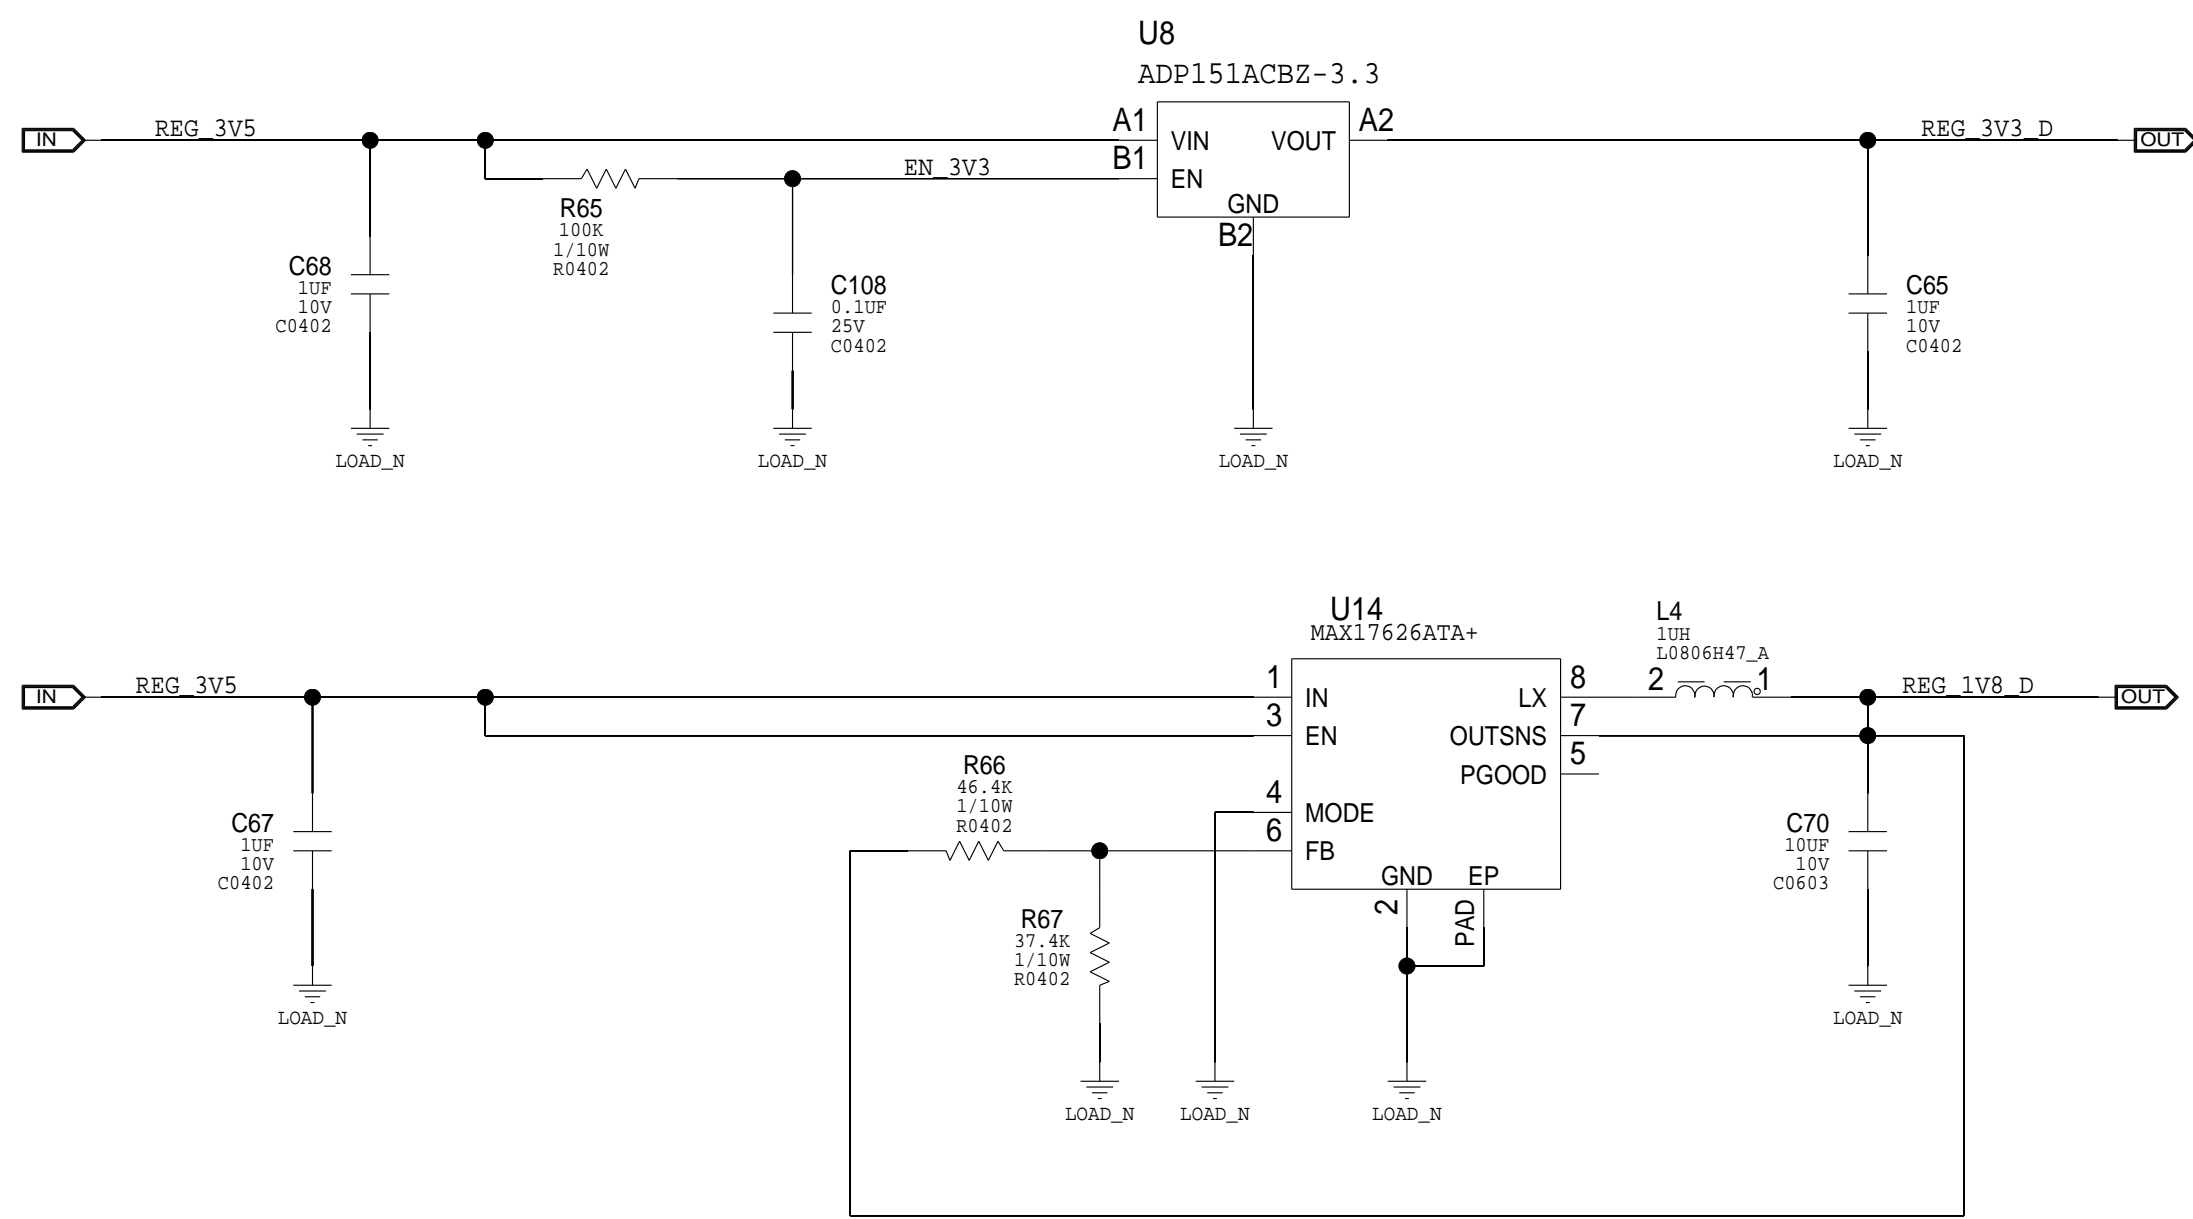 U8
ADP151ACBZ-3.3
IN
REG_3V5
A1
VIN
VOUT
A2
REG_3V3_D
OUT
B1
EN_3V3
EN
GND
B2
R65
100K
1/10W
R0402
C68
1UF
10V
C0402
C108
0.1UF
25V
C0402
C65
1UF
10V
C0402
LOAD_N
LOAD_N
LOAD_N
LOAD_N
U14
MAX17626ATA+
L4
1UH
L0806H47_A
IN
REG_3V5
1
IN
LX
8
2
1
REG_1V8_D
OUT
3
EN
OUTSNS
7
PGOOD
5
R66
46.4K
1/10W
R0402
4
MODE
6
FB
GND
EP
2
PAD
C67
1UF
10V
C0402
C70
10UF
10V
C0603
R67
37.4K
1/10W
R0402
LOAD_N
LOAD_N
LOAD_N
LOAD_N
LOAD_N